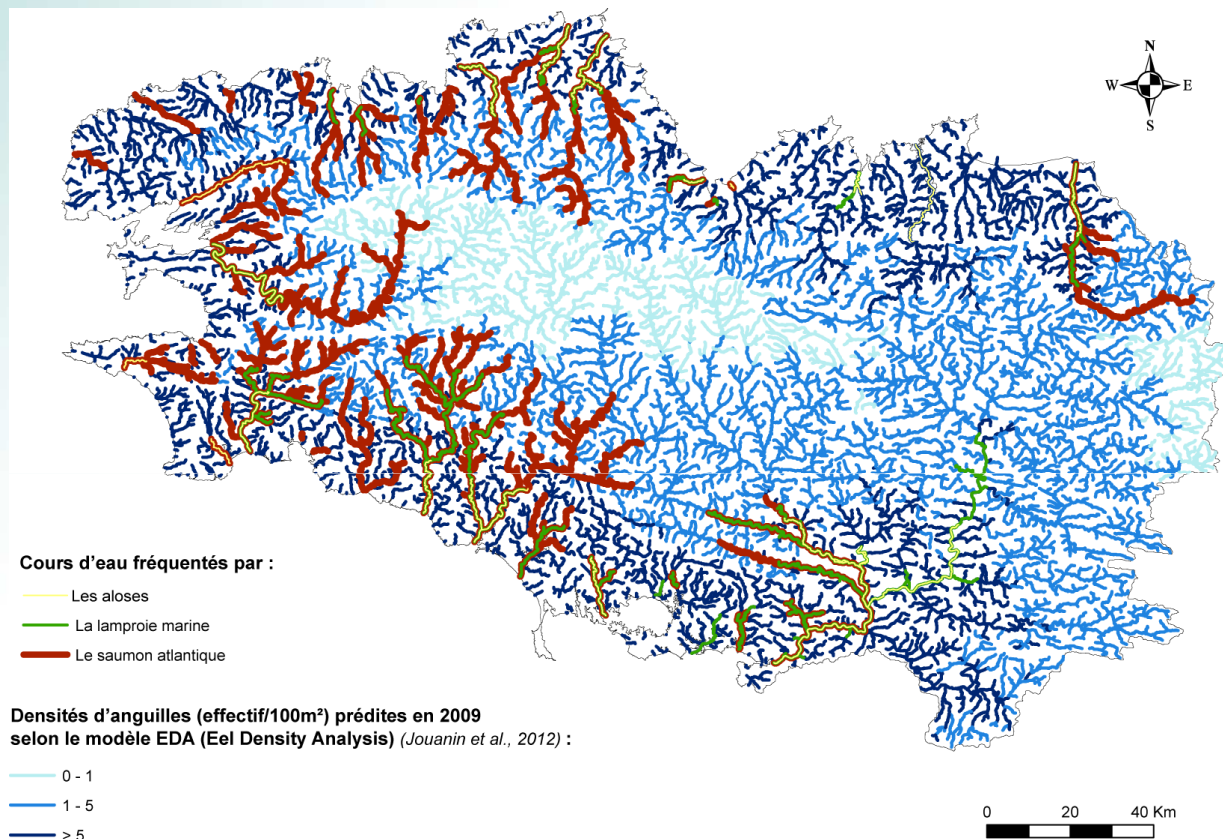 N
W E
S
Cours d'eau fréquentés par :
Les aloses
La lamproie marine
Le saumon atlantique
Densités d'anguilles (effectif/100m²) prédites en 2009
selon le modèle EDA (Eel Density Analysis) (Jouanin et al., 2012) :
0 - 1
1 - 5
> 5
0 20 40 Km